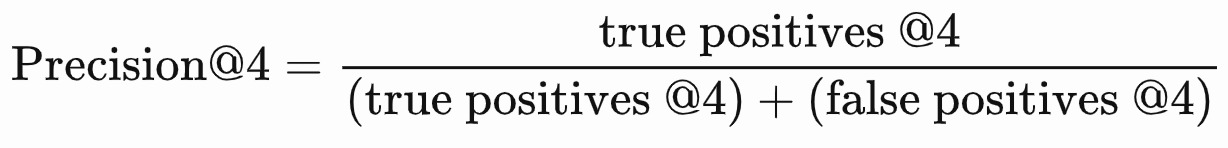 Precision@4 = true positives @4
(true positives @4) + (false positives @4)